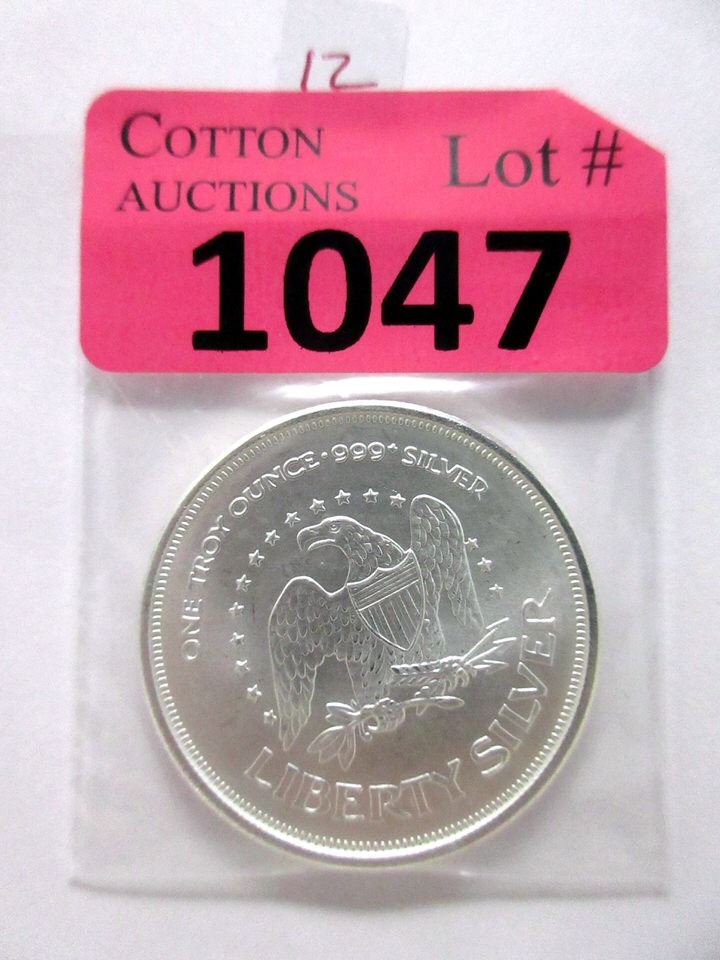 12
COTTON
AUCTIONS
Lot #
1047
ONE TROY OUNCE · 999+ SILVER
LIBERTY SILVER